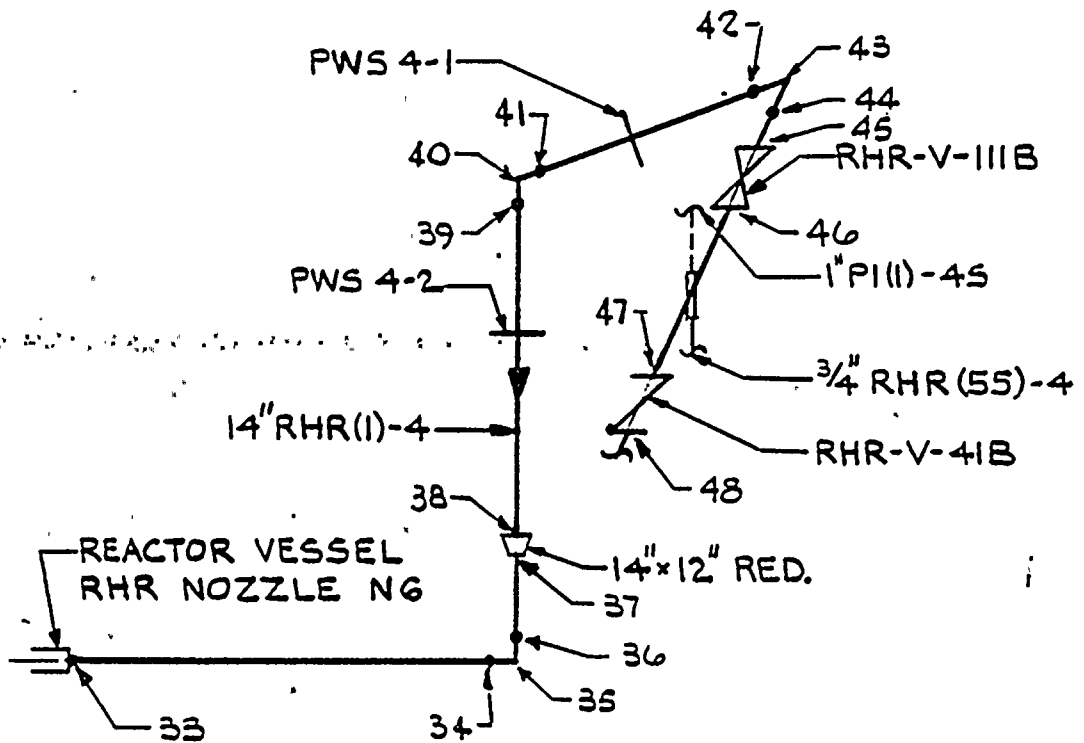 42
43
PWS 4-1
44
41
45
40
RHR-V-111B
39
46
1" PI(1)-4S
PWS 4-2
47
3/4" RHR(55)-4
14" RHR(1)-4
RHR-V-41B
48
38
REACTOR VESSEL
RHR NOZZLE N6
14"x12" RED.
37
36
35
33
34